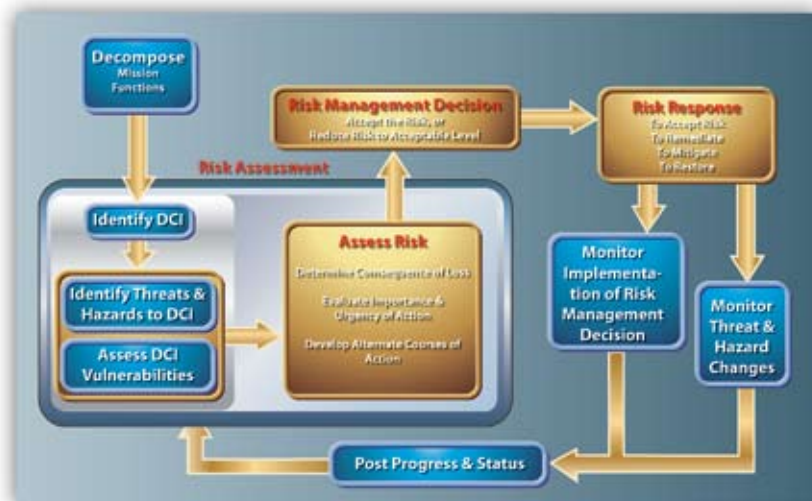 Decompose
Mission
Functions
Risk Management Decision
Accept the Risk, or
Reduce Risk to Acceptable Level
Risk Response
To Accept Risk
To Remediate
To Mitigate
To Restore
Risk Assessment
Identify DCI
Identify Threats &
Hazards to DCI
Assess DCI
Vulnerabilities
Assess Risk
Determine Consequence of Loss
Evaluate Importance &
Urgency of Action
Develop Alternate Courses of
Action
Monitor
Implementa-
tion of Risk
Management
Decision
Monitor
Threat &
Hazard
Changes
Post Progress & Status